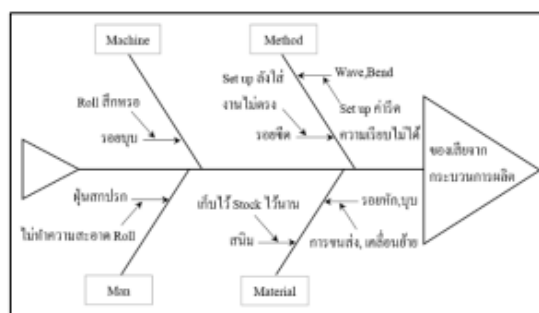 Machine
Method
Set up ลังใส่
งานไม่ตรง
Wave,Bend
Roll สึกหรอ
Set up ค่ารีด
ความเรียบไม่ได้
รอยบุบ
รอยขีด
ของเสียจาก
กระบวนการผลิต
ฝุ่นสกปรก
เก็บไว้ Stock ไว้นาน
รอยหัก,บุบ
ไม่ทำความสะอาด Roll
สนิม
การขนส่ง, เคลื่อนย้าย
Man
Material